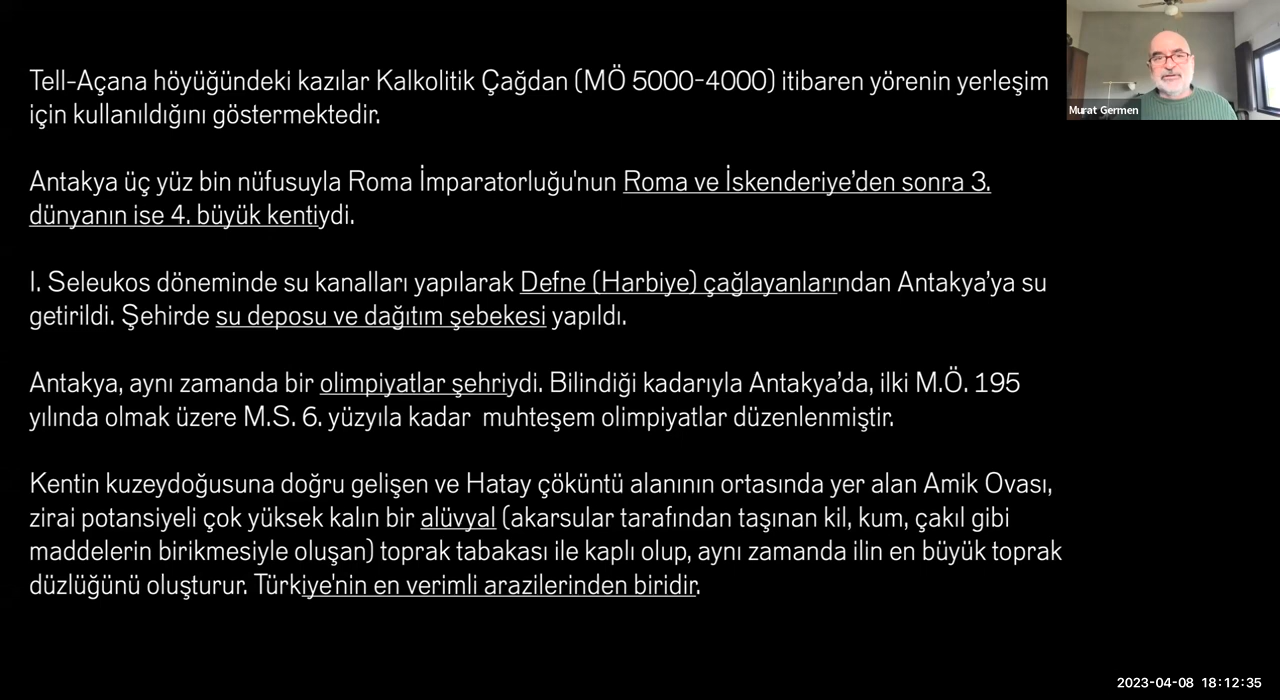 Tell-Açana höyüğündeki kazılar Kalkolitik Çağdan (MÖ 5000-4000) itibaren yörenin yerleşim
için kullanıldığını göstermektedir.
Antakya üç yüz bin nüfusuyla Roma İmparatorluğu'nun Roma ve İskenderiye'den sonra 3.
dünyanın ise 4. büyük kentiydi.
I. Seleukos döneminde su kanalları yapılarak Defne (Harbiye) çağlayanlarından Antakya'ya su
getirildi. Şehirde su deposu ve dağıtım şebekesi yapıldı.
Antakya, aynı zamanda bir olimpiyatlar şehriydi. Bilindiği kadarıyla Antakya'da, ilki M.Ö. 195
yılında olmak üzere M.S. 6. yüzyıla kadar muhteşem olimpiyatlar düzenlenmiştir.
Kentin kuzeydoğusuna doğru gelişen ve Hatay çöküntü alanının ortasında yer alan Amik Ovası,
zirai potansiyeli çok yüksek kalın bir alüvyal (akarsular tarafından taşınan kil, kum, çakıl gibi
maddelerin birikmesiyle oluşan) toprak tabakası ile kaplı olup, aynı zamanda ilin en büyük toprak
düzlüğünü oluşturur. Türkiye'nin en verimli arazilerinden biridir.
Murat Germen
2023-04-08 18:12:35